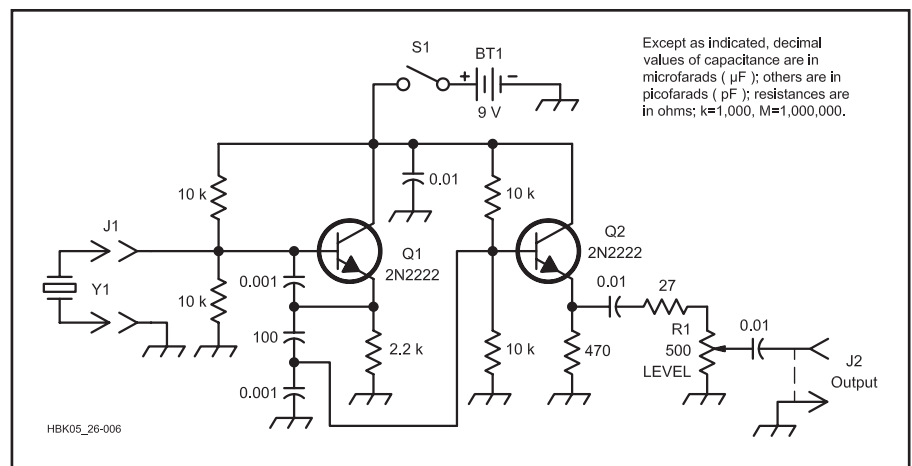 S1
BT1
+
−
9 V
Except as indicated, decimal
values of capacitance are in
microfarads ( µF ); others are in
picofarads ( pF ); resistances are
in ohms; k=1,000, M=1,000,000.
10 k
0.01
10 k
J1
Q1
2N2222
Q2
2N2222
Y1
10 k
0.001
100
0.001
2.2 k
10 k
470
0.01
27
R1
500
LEVEL
0.01
J2
Output
HBK05_26-006